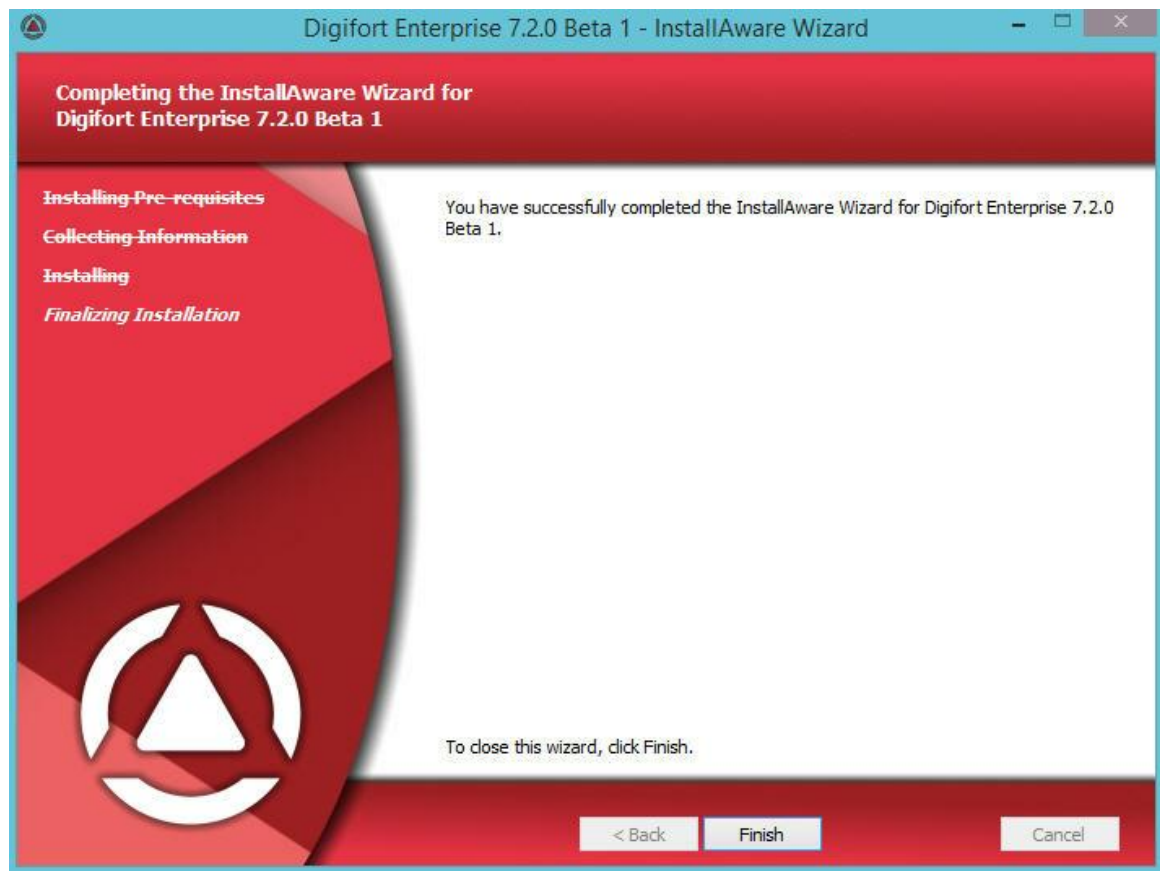 Digifort Enterprise 7.2.0 Beta 1 - InstallAware Wizard
Completing the InstallAware Wizard for
Digifort Enterprise 7.2.0 Beta 1
Installing Pre-requisites
Collecting Information
Installing
Finalizing Installation
You have successfully completed the InstallAware Wizard for Digifort Enterprise 7.2.0
Beta 1.
To close this wizard, click Finish.
< Back
Finish
Cancel